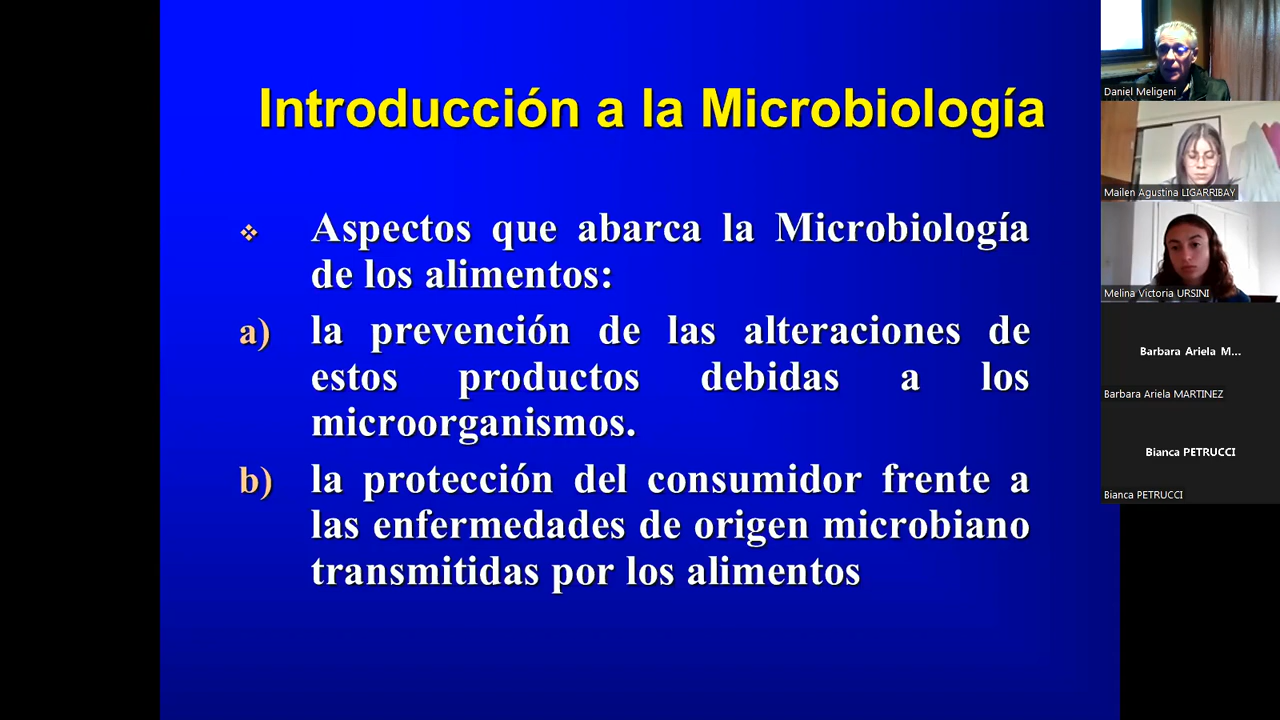 Introducción a la Microbiología
❖ Aspectos que abarca la Microbiología
de los alimentos:
a) la prevención de las alteraciones de
estos productos debidas a los
microorganismos.
b) la protección del consumidor frente a
las enfermedades de origen microbiano
transmitidas por los alimentos
Daniel Meligeni
Mailen Agustina LIGARRIBAY
Melina Victoria URSINI
Barbara Ariela M...
Barbara Ariela MARTINEZ
Bianca PETRUCCI
Bianca PETRUCCI